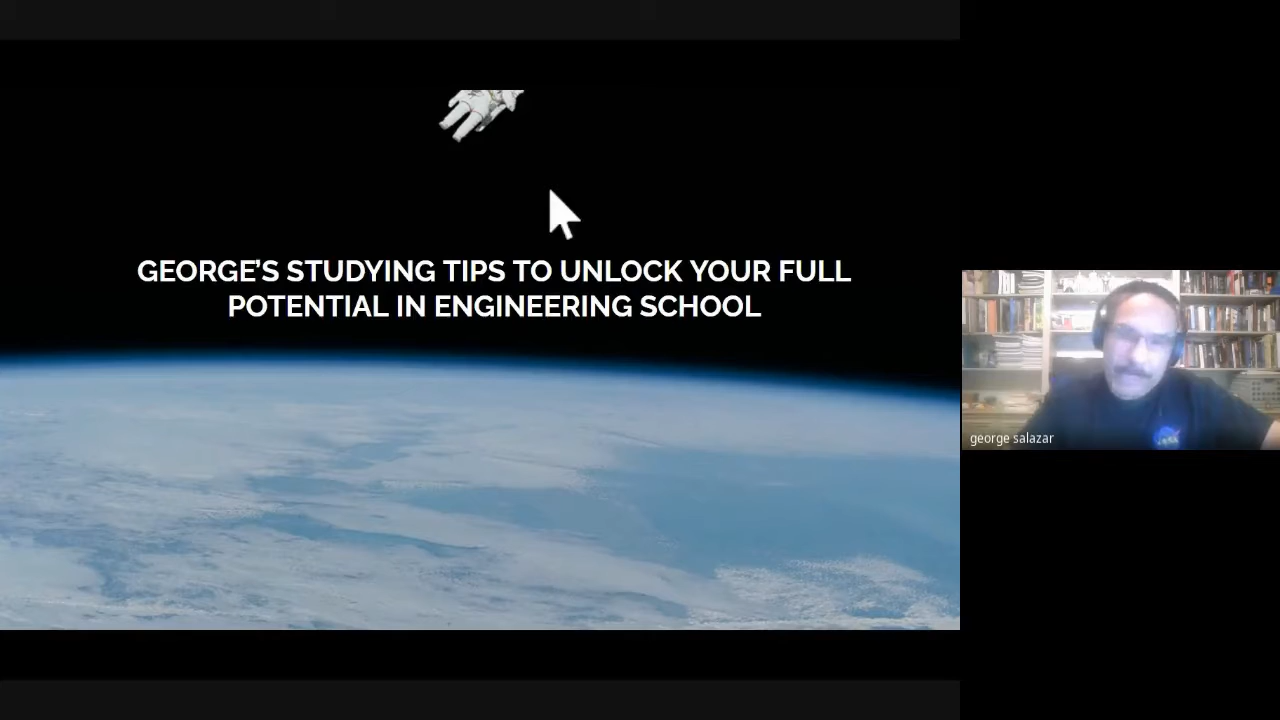 GEORGE’S STUDYING TIPS TO UNLOCK YOUR FULL
POTENTIAL IN ENGINEERING SCHOOL
george salazar